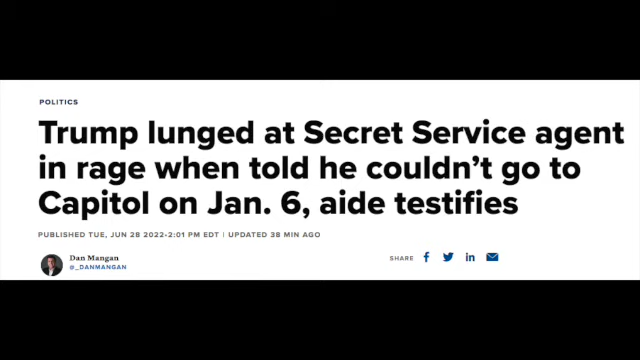 POLITICS
Trump lunged at Secret Service agent
in rage when told he couldn’t go to
Capitol on Jan. 6, aide testifies
PUBLISHED TUE, JUN 28 2022•2:01 PM EDT | UPDATED 38 MIN AGO
Dan Mangan
@_DANMANGAN
SHARE